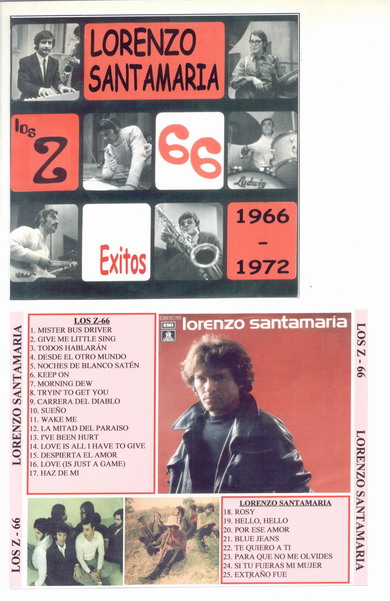 LORENZO
SANTAMARIA
los
Z
66
Ludwig
Exitos
1966
-
1972
LORENZO SANTAMARIA
LOS Z - 66
LOS Z-66
1. MISTER BUS DRIVER
2. GIVE ME LITTLE SING
3. TODOS HABLARÁN
4. DESDE EL OTRO MUNDO
5. NOCHES DE BLANCO SATÉN
6. KEEP ON
7. MORNING DEW
8. TRYIN' TO GET YOU
9. CARRERA DEL DIABLO
10. SUEÑO
11. WAKE ME
12. LA MITAD DEL PARAISO
13. I'VE BEEN HURT
14. LOVE IS ALL I HAVE TO GIVE
15. DESPIERTA EL AMOR
16. LOVE (IS JUST A GAME)
17. HAZ DE MI
EMI
lorenzo santamaría
LORENZO SANTAMARIA
18. ROSY
19. HELLO, HELLO
20. POR ESE AMOR
21. BLUE JEANS
22. TE QUIERO A TI
23. PARA QUE NO ME OLVIDES
24. SI TU FUERAS MI MUJER
25. EXTRAÑO FUE
LOS Z - 66
LORENZO SANTAMARIA